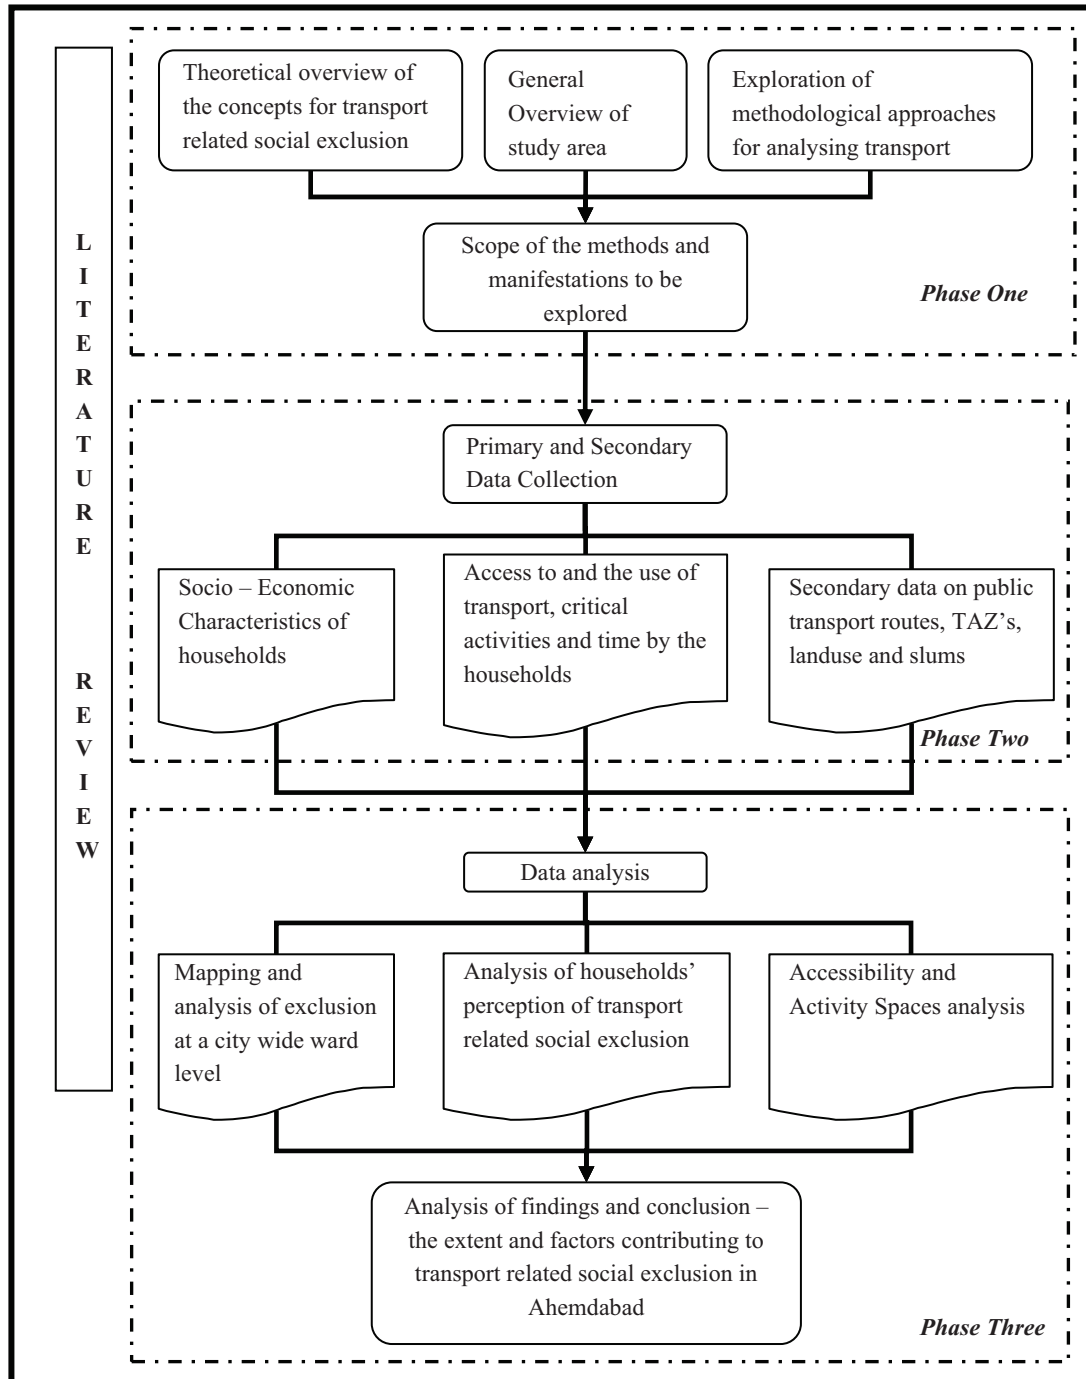 Theoretical overview of
the concepts for transport
related social exclusion
General
Overview of
study area
Exploration of
methodological approaches
for analysing transport
Scope of the methods and
manifestations to be
explored
Phase One
LITERATURE REVIEW
Primary and Secondary
Data Collection
Socio – Economic
Characteristics of
households
Access to and the use of
transport, critical
activities and time by the
households
Secondary data on public
transport routes, TAZ's,
landuse and slums
Phase Two
Data analysis
Mapping and
analysis of exclusion
at a city wide ward
level
Analysis of households'
perception of transport
related social exclusion
Accessibility and
Activity Spaces analysis
Analysis of findings and conclusion –
the extent and factors contributing to
transport related social exclusion in
Ahemdabad
Phase Three